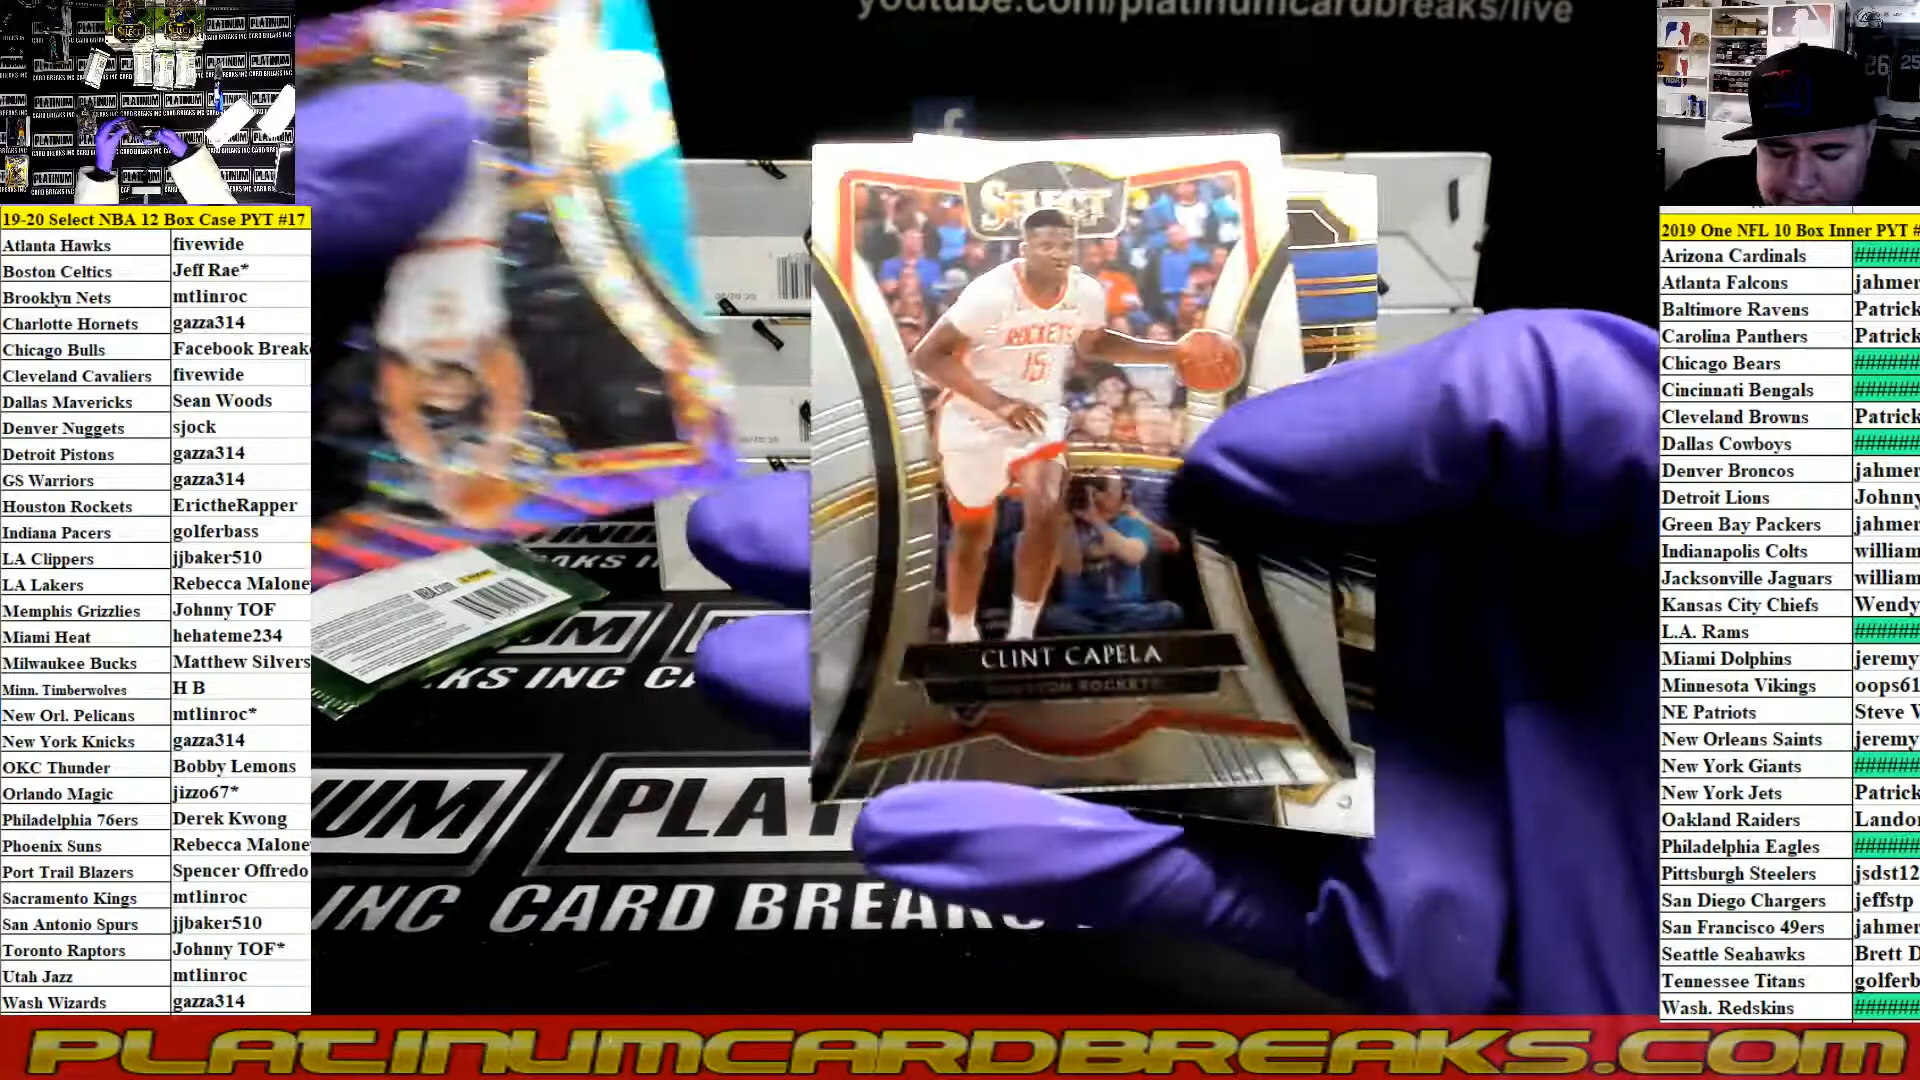 youtube.com/platinumcardbreaks/live
19-20 Select NBA 12 Box Case PYT #17
Atlanta Hawks fivewide
Boston Celtics Jeff Rae*
Brooklyn Nets mtlinroc
Charlotte Hornets gazza314
Chicago Bulls Facebook Break
Cleveland Cavaliers fivewide
Dallas Mavericks Sean Woods
Denver Nuggets sjock
Detroit Pistons gazza314
GS Warriors gazza314
Houston Rockets ErictheRapper
Indiana Pacers golferbass
LA Clippers jjbaker510
LA Lakers Rebecca Malone
Memphis Grizzlies Johnny TOF
Miami Heat hehateme234
Milwaukee Bucks Matthew Silvers
Minn. Timberwolves H B
New Orl. Pelicans mtlinroc*
New York Knicks gazza314
OKC Thunder Bobby Lemons
Orlando Magic jizzo67*
Philadelphia 76ers Derek Kwong
Phoenix Suns Rebecca Malone
Port Trail Blazers Spencer Offredo
Sacramento Kings mtlinroc
San Antonio Spurs jjbaker510
Toronto Raptors Johnny TOF*
Utah Jazz mtlinroc
Wash Wizards gazza314
SELECT
ROCKETS
15
CLINT CAPELA
INC CARD BREAK
2019 One NFL 10 Box Inner PYT #
Arizona Cardinals ######
Atlanta Falcons jahmer
Baltimore Ravens Patrick
Carolina Panthers Patrick
Chicago Bears ######
Cincinnati Bengals ######
Cleveland Browns Patrick
Dallas Cowboys ######
Denver Broncos jahmer
Detroit Lions Johnny
Green Bay Packers jahmer
Indianapolis Colts william
Jacksonville Jaguars william
Kansas City Chiefs Wendy
L.A. Rams ######
Miami Dolphins jeremy
Minnesota Vikings oops61
NE Patriots Steve W
New Orleans Saints jeremy
New York Giants ######
New York Jets Patrick
Oakland Raiders Landon
Philadelphia Eagles ######
Pittsburgh Steelers jsdst12
San Diego Chargers jeffstp
San Francisco 49ers jahmer
Seattle Seahawks Brett D
Tennessee Titans golferb
Wash. Redskins ######
PLATINUMCARDBREAKS.COM